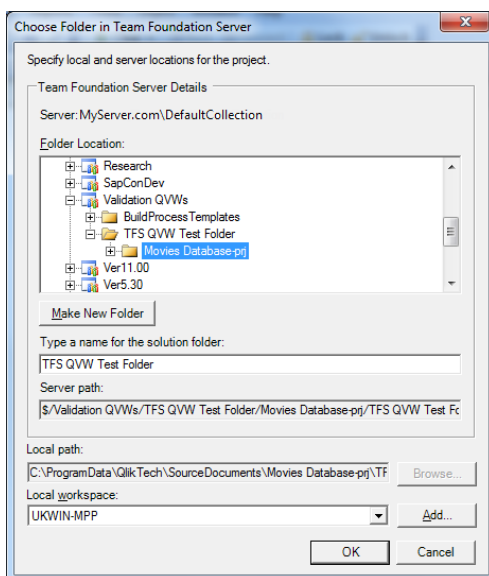 Choose Folder in Team Foundation Server
Specify local and server locations for the project.
Team Foundation Server Details
Server:MyServer.com\DefaultCollection
Folder Location:
Research
SapConDev
Validation QVWs
BuildProcessTemplates
TFS QVW Test Folder
Movies Database-prj
Ver11.00
Ver5.30
Make New Folder
Type a name for the solution folder:
TFS QVW Test Folder
Server path:
$/Validation QVWs/TFS QVW Test Folder/Movies Database-prj/TFS QVW Test Fc
Local path:
C:\ProgramData\QlikTech\SourceDocuments\Movies Database-prj\TF Browse...
Local workspace:
UKWIN-MPP Add...
OK Cancel